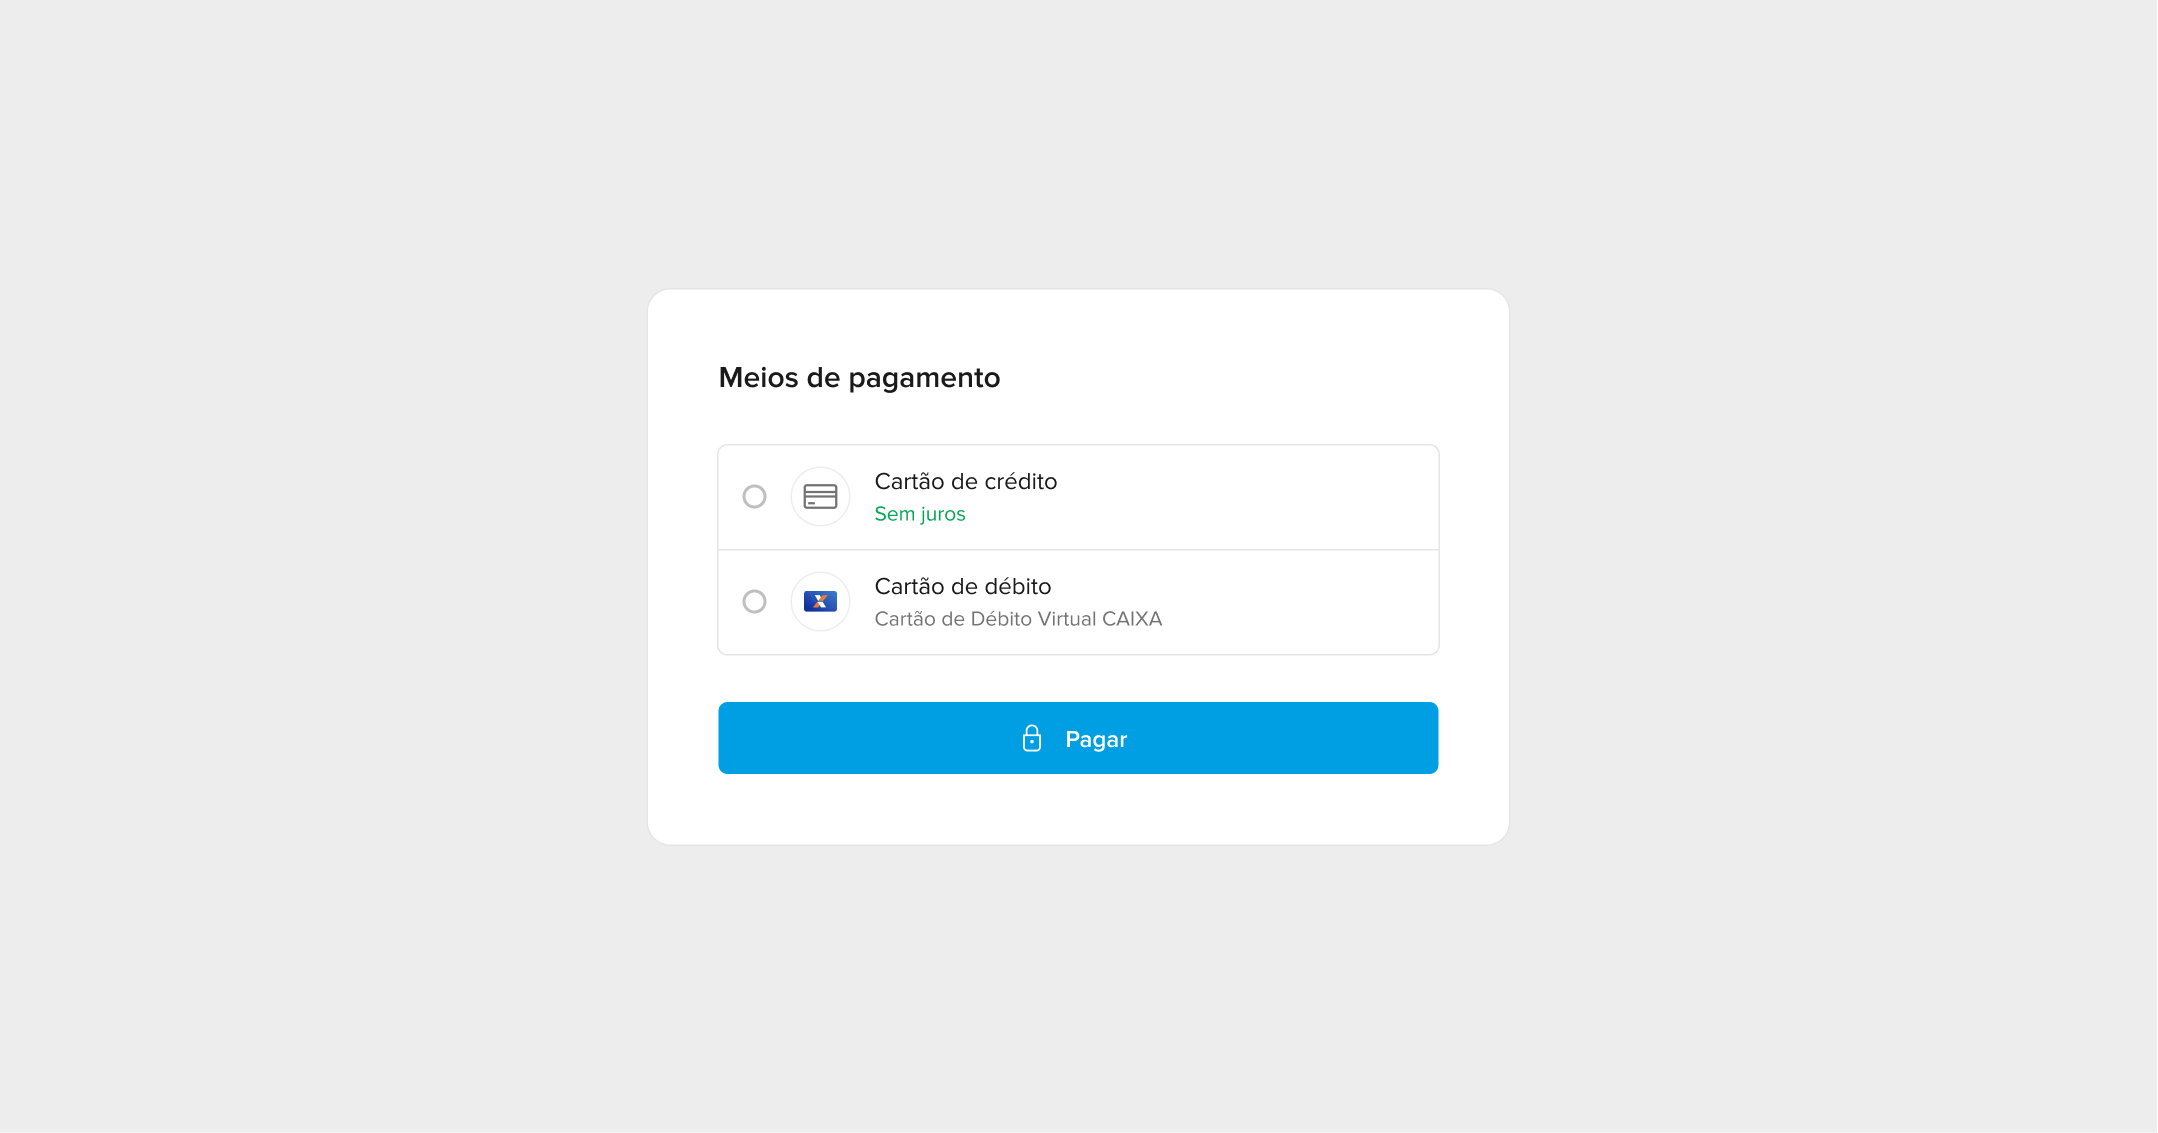 Meios de pagamento
Cartão de crédito
Sem juros
Cartão de débito
Cartão de Débito Virtual CAIXA
Pagar